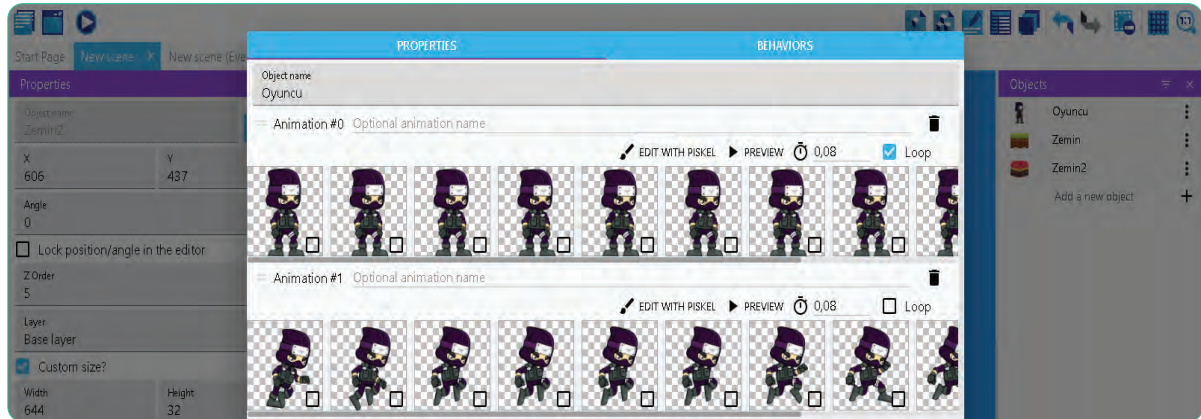 1:1
Start Page New scene X New scene (Eve
Properties
Object name
Zemin2
X Y
606 437
Angle
0
Lock position/angle in the editor
Z Order
5
Layer
Base layer
Custom size?
Width Height
644 32
PROPERTIES BEHAVIORS
Object name
Oyuncu
Animation #0 Optional animation name
EDIT WITH PISKEL PREVIEW 0,08 Loop
Animation #1 Optional animation name
EDIT WITH PISKEL PREVIEW 0,08 Loop
Objects
Oyuncu
Zemin
Zemin2
Add a new object